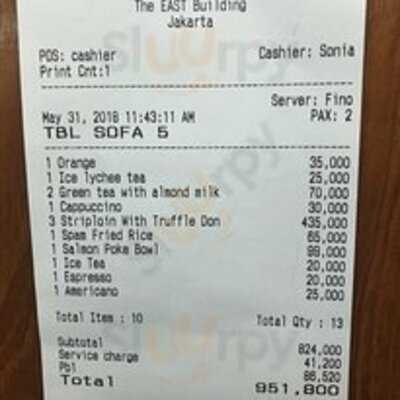 The EAST Building
Jakarta
POS: cashier Cashier: Sonia
Print Cnt:1
Server: Fino
May 31, 2018 11:43:11 AM PAX: 2
TBL SOFA 5
1 Orange 35,000
1 Ice lychee tea 25,000
2 Green tea with almond milk 70,000
1 Cappuccino 30,000
3 Striploin With Truffle Don 435,000
1 Spam Fried Rice 65,000
1 Salmon Poke Bowl 99,000
1 Ice Tea 20,000
1 Espresso 20,000
1 Americano 25,000
Total Item : 10 Total Qty : 13
Subtotal 824,000
Service charge 41,200
Pb1 86,520
Total 951,800
Slurrpy
Slurrpy